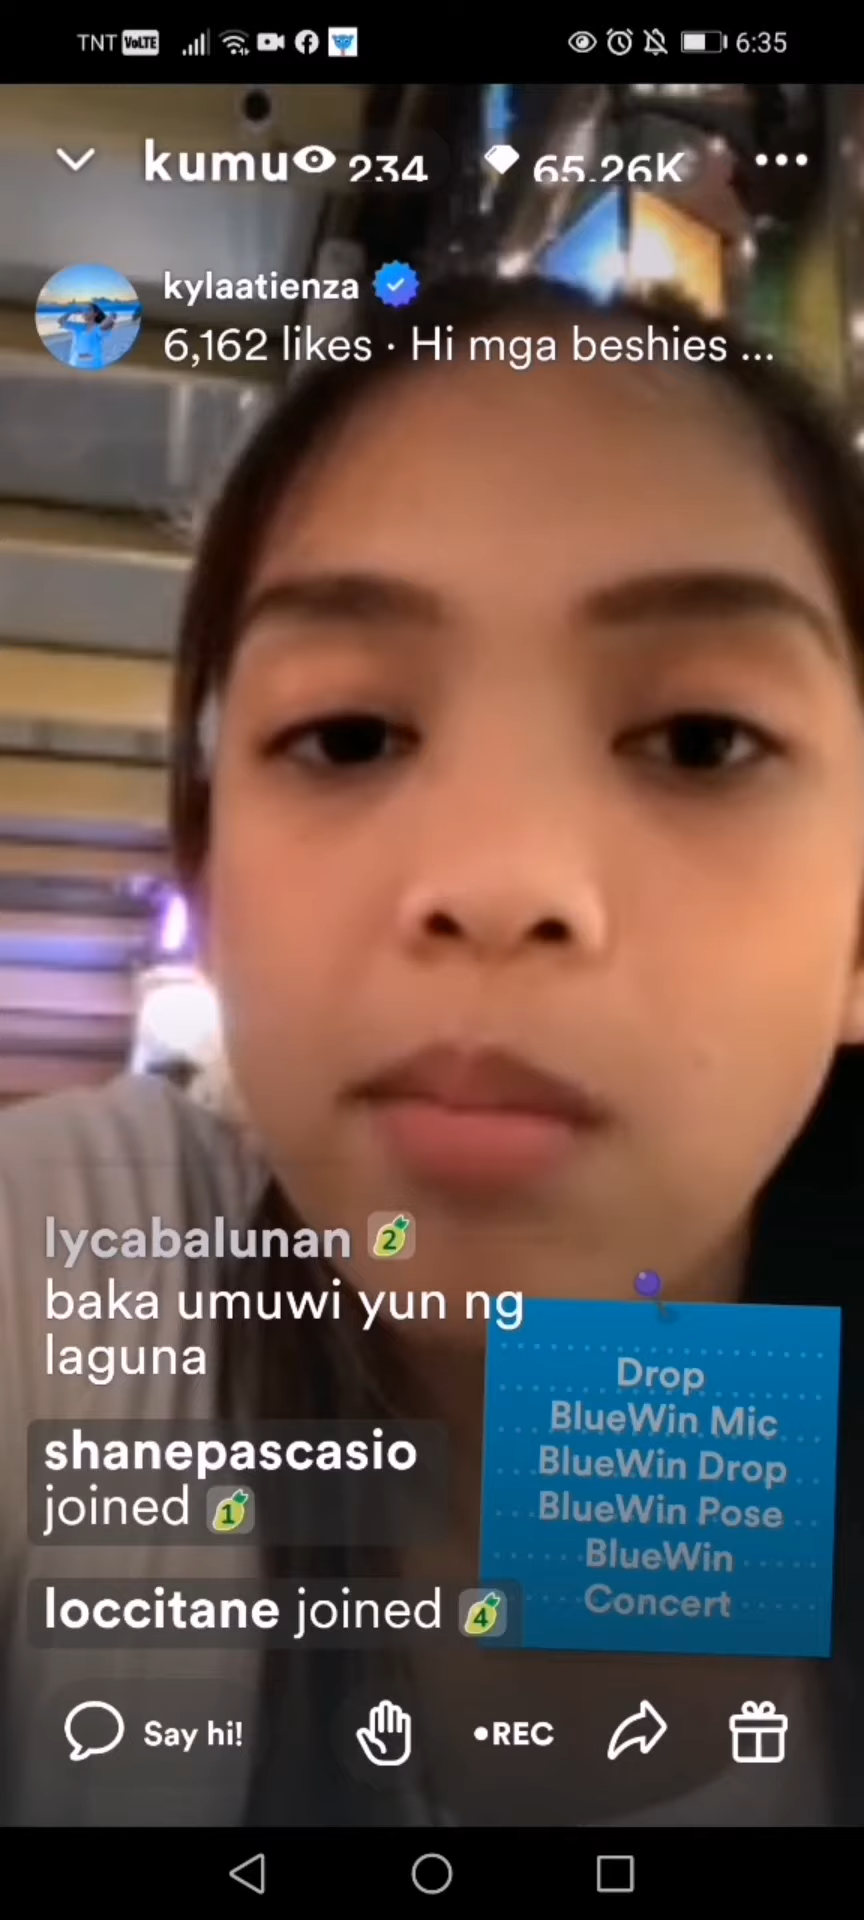 TNT VoLTE 6:35
kumu 234 65.26K
kylaatienza
6,162 likes · Hi mga beshies ...
lycabalunan 2
baka umuwi yun ng
laguna
shanepascasio
joined 1
loccitane joined 4
Drop
BlueWin Mic
BlueWin Drop
BlueWin Pose
BlueWin
Concert
Say hi! •REC